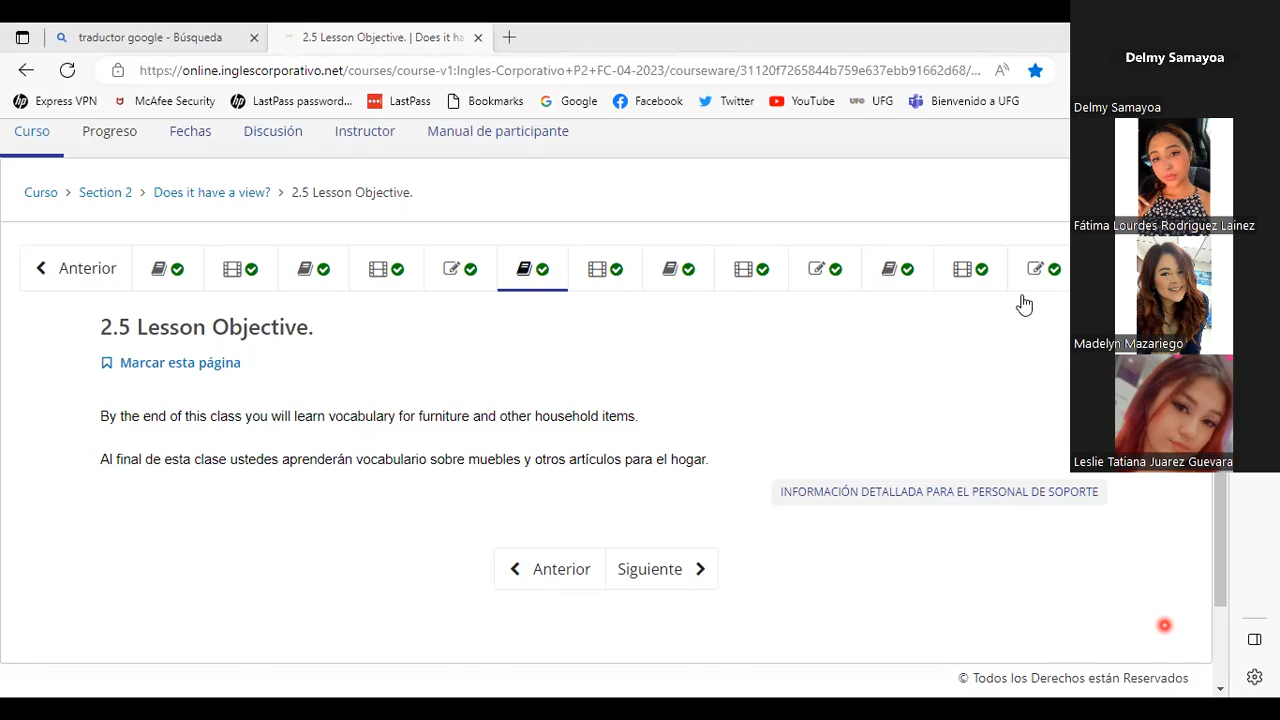 traductor google - Búsqueda
2.5 Lesson Objective. | Does it ha
https://online.inglescorporativo.net/courses/course-v1:Ingles-Corporativo+P2+FC-04-2023/courseware/31120f7265844b759e637ebb91662d68/...
Express VPN
McAfee Security
LastPass password...
LastPass
Bookmarks
Google
Facebook
Twitter
YouTube
UFG
Bienvenido a UFG
Curso
Progreso
Fechas
Discusión
Instructor
Manual de participante
Curso > Section 2 > Does it have a view? > 2.5 Lesson Objective.
Anterior
2.5 Lesson Objective.
Marcar esta página
By the end of this class you will learn vocabulary for furniture and other household items.
Al final de esta clase ustedes aprenderán vocabulario sobre muebles y otros artículos para el hogar.
INFORMACIÓN DETALLADA PARA EL PERSONAL DE SOPORTE
Anterior
Siguiente
© Todos los Derechos están Reservados
Delmy Samayoa
Delmy Samayoa
Fátima Lourdes Rodriguez Lainez
Madelyn Mazariego
Leslie Tatiana Juarez Guevara